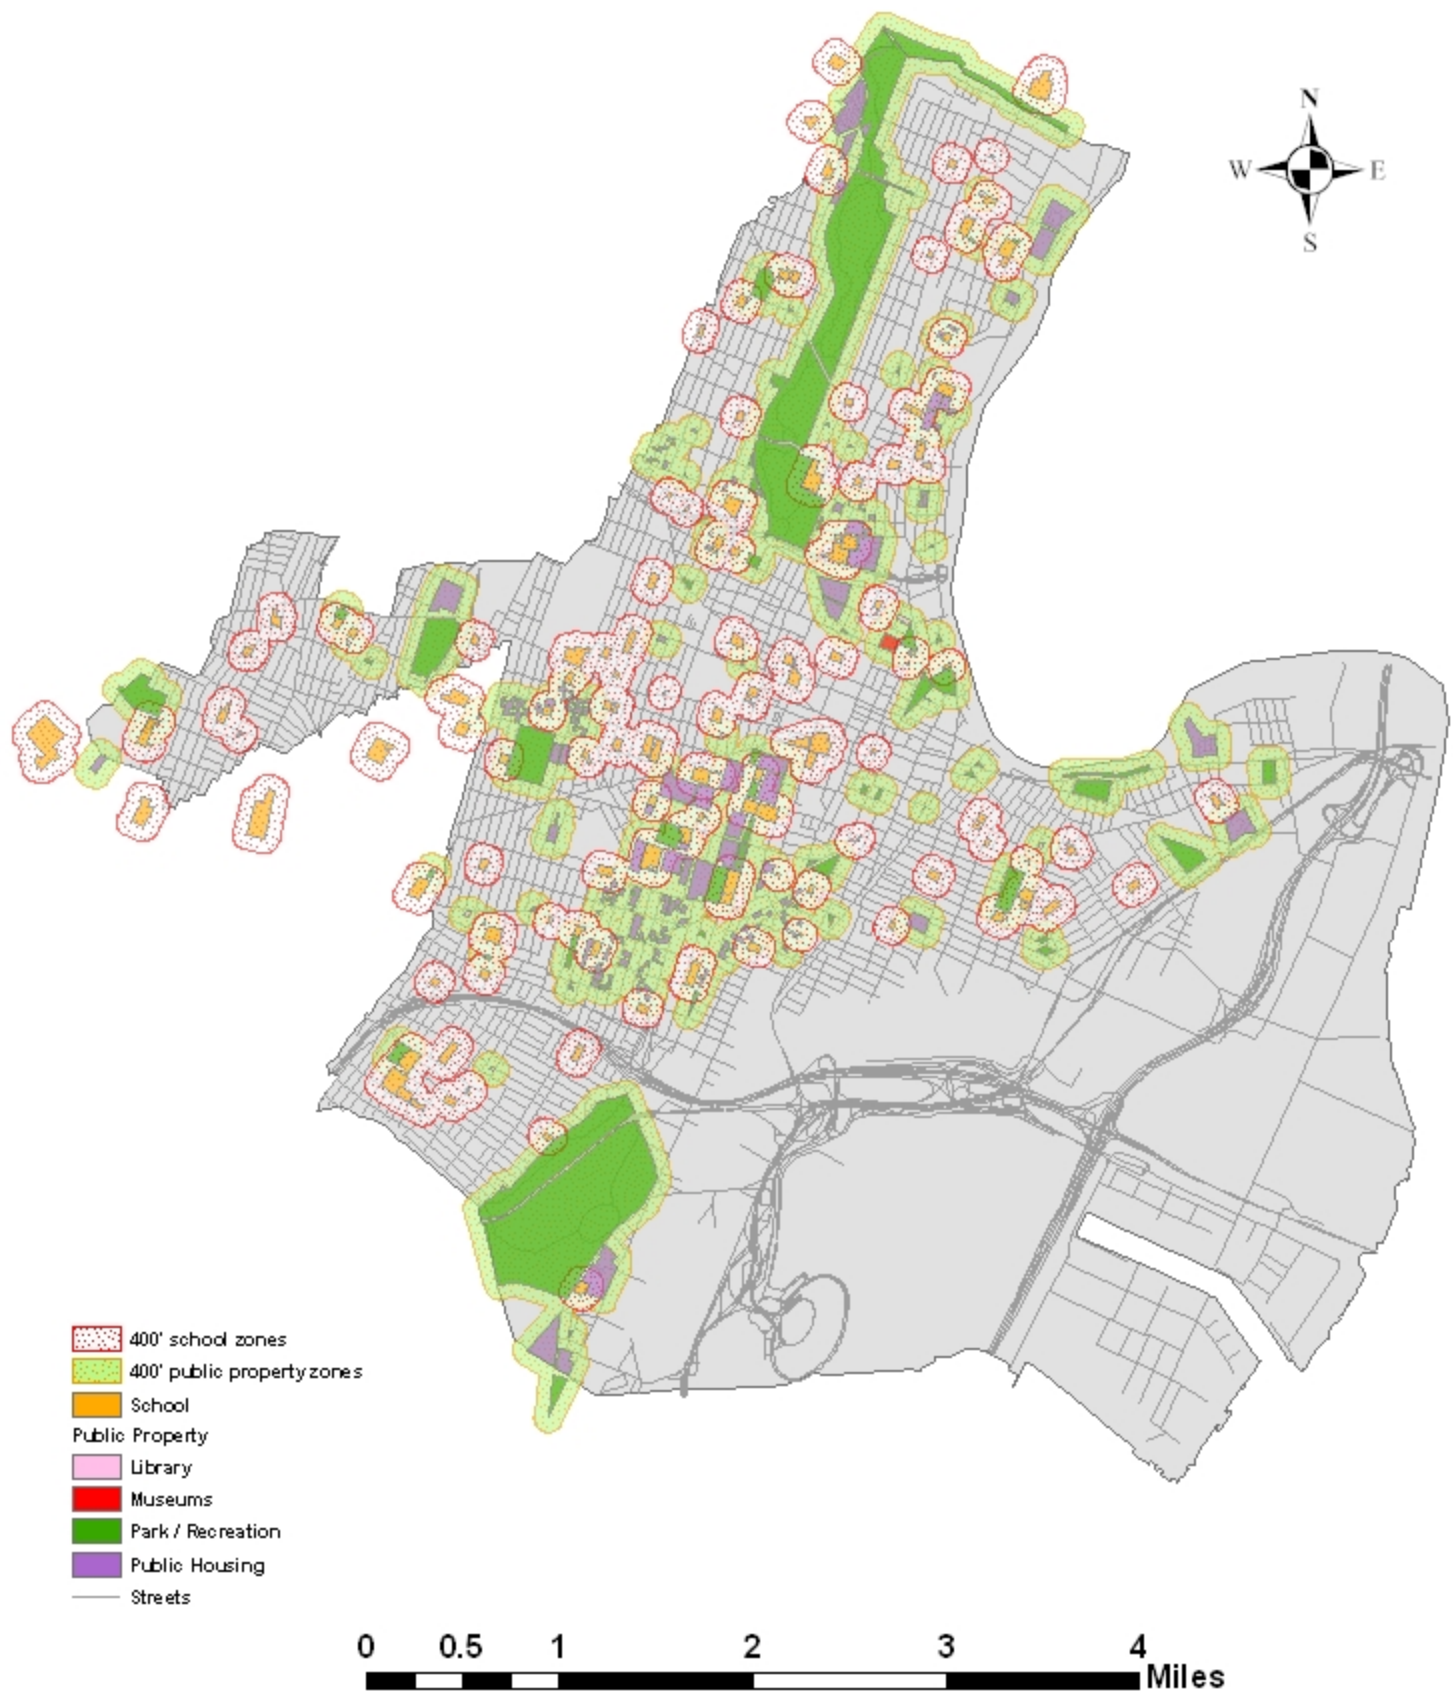 N
W E
S
400' school zones
400' public property zones
School
Public Property
Library
Museums
Park / Recreation
Public Housing
Streets
0 0.5 1 2 3 4
Miles